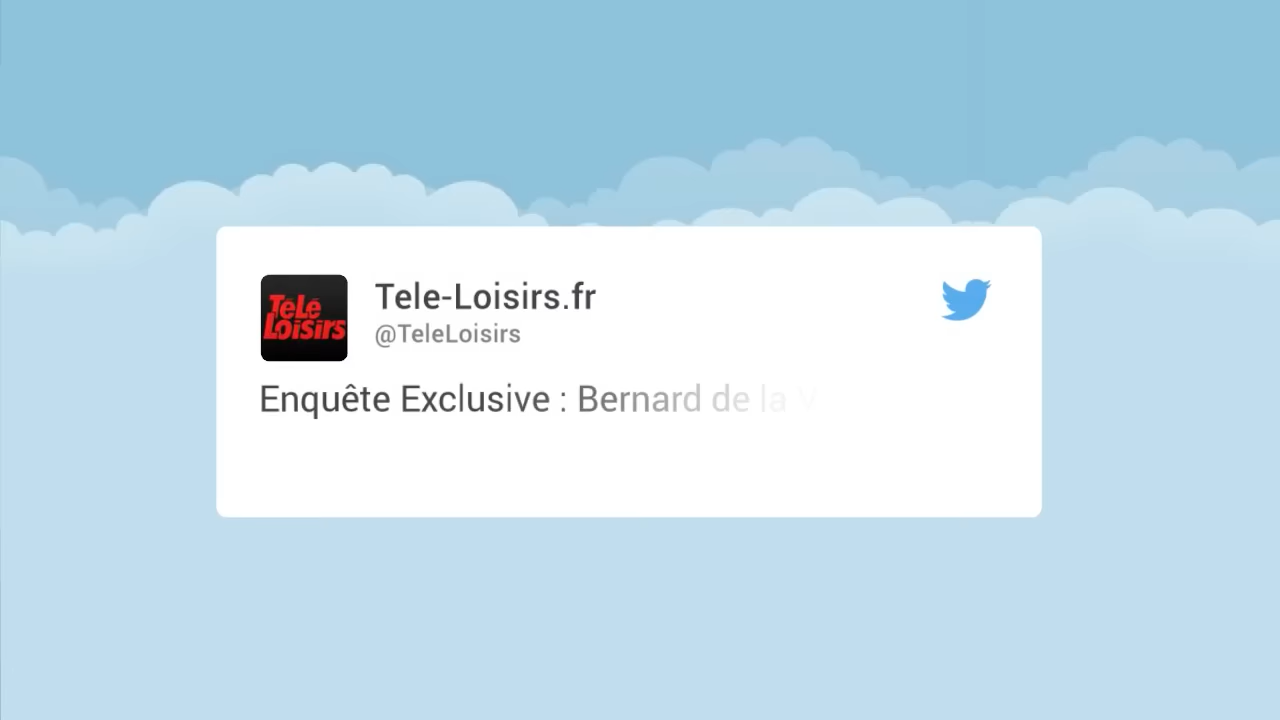 TéLé
LOiSirS
Tele-Loisirs.fr
@TeleLoisirs
Enquête Exclusive : Bernard de la V